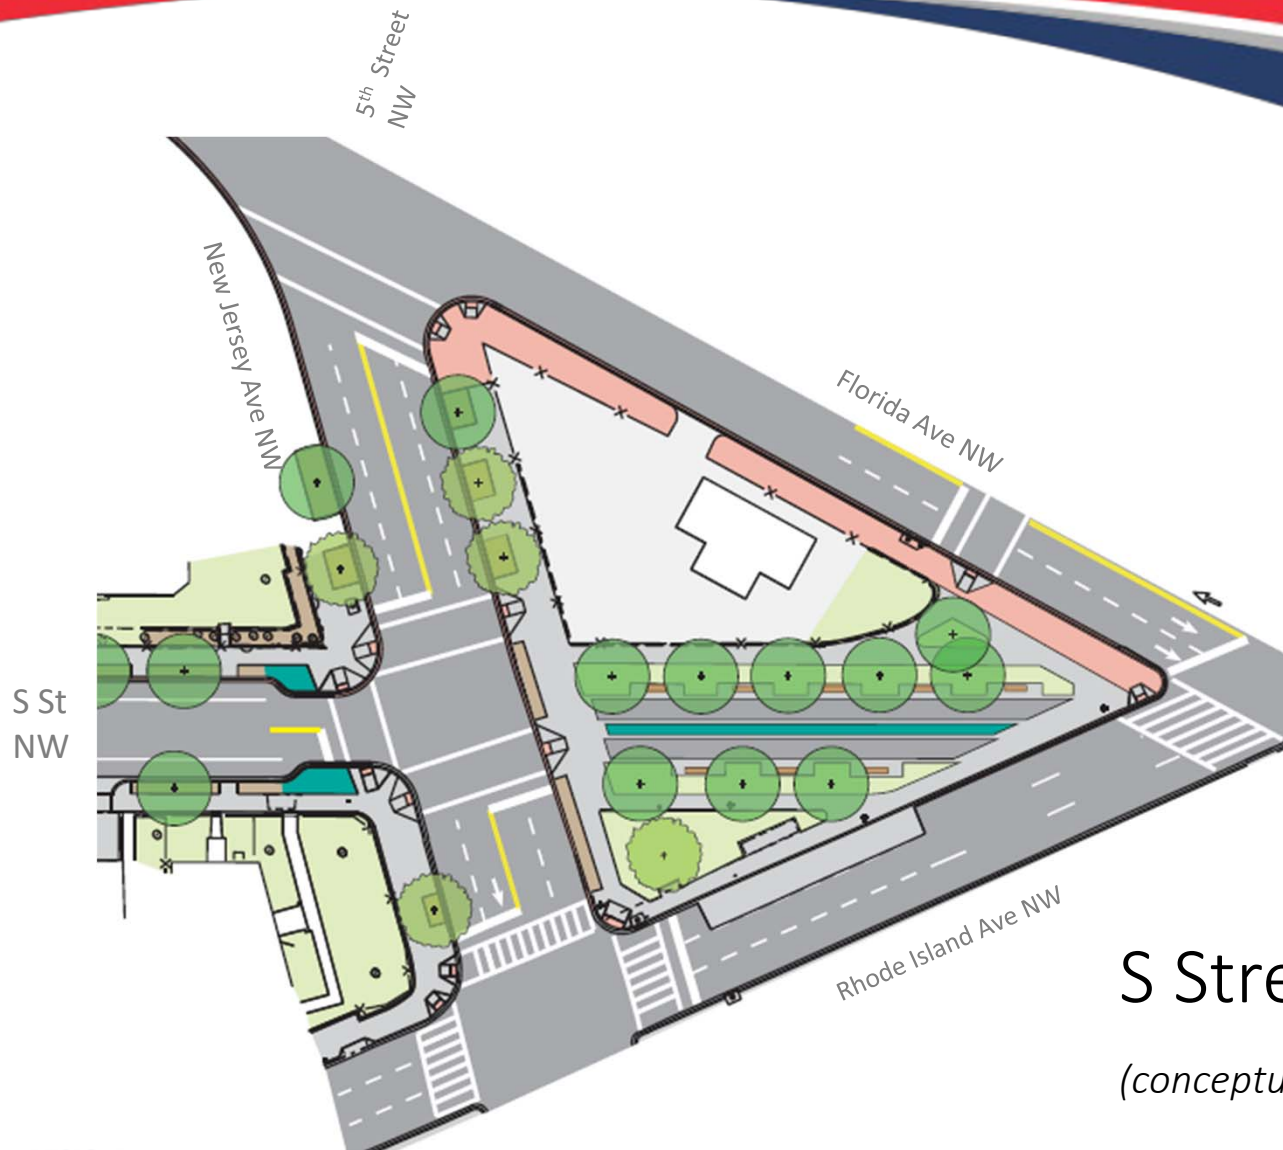 5th Street
NW
New Jersey Ave NW
Florida Ave NW
S St
NW
Rhode Island Ave NW
S Stre
(conceptu